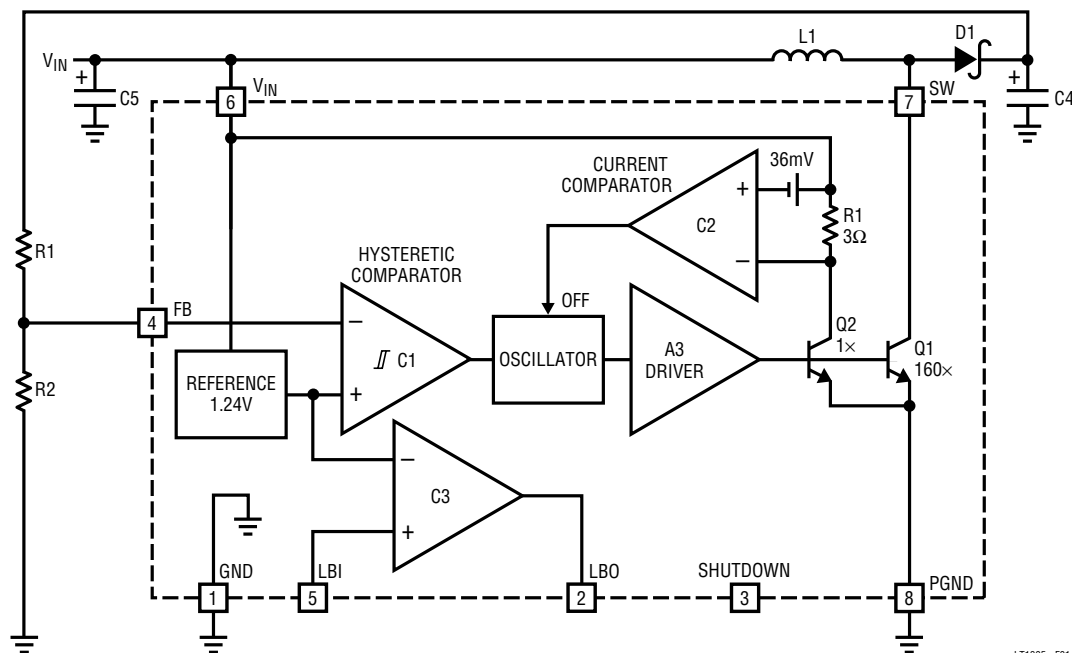 L1
D1
VIN
+
C5
6
VIN
7
SW
+
C4
CURRENT
COMPARATOR
36mV
+
C2
−
R1
3Ω
R1
HYSTERETIC
COMPARATOR
OFF
4
FB
−
C1
+
OSCILLATOR
A3
DRIVER
Q2
1×
Q1
160×
R2
REFERENCE
1.24V
−
C3
+
GND
1
LBI
5
LBO
2
SHUTDOWN
3
PGND
8